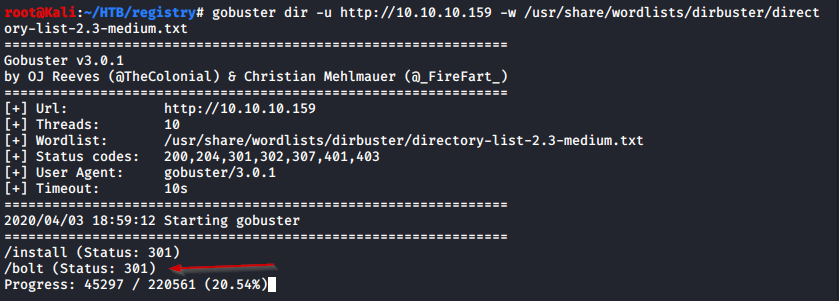 root@Kali:~/HTB/registry# gobuster dir -u http://10.10.10.159 -w /usr/share/wordlists/dirbuster/direct
ory-list-2.3-medium.txt
===============================================================
Gobuster v3.0.1
by OJ Reeves (@TheColonial) & Christian Mehlmauer (@_FireFart_)
===============================================================
[+] Url:            http://10.10.10.159
[+] Threads:        10
[+] Wordlist:       /usr/share/wordlists/dirbuster/directory-list-2.3-medium.txt
[+] Status codes:   200,204,301,302,307,401,403
[+] User Agent:     gobuster/3.0.1
[+] Timeout:        10s
===============================================================
2020/04/03 18:59:12 Starting gobuster
===============================================================
/install (Status: 301)
/bolt (Status: 301)
Progress: 45297 / 220561 (20.54%)